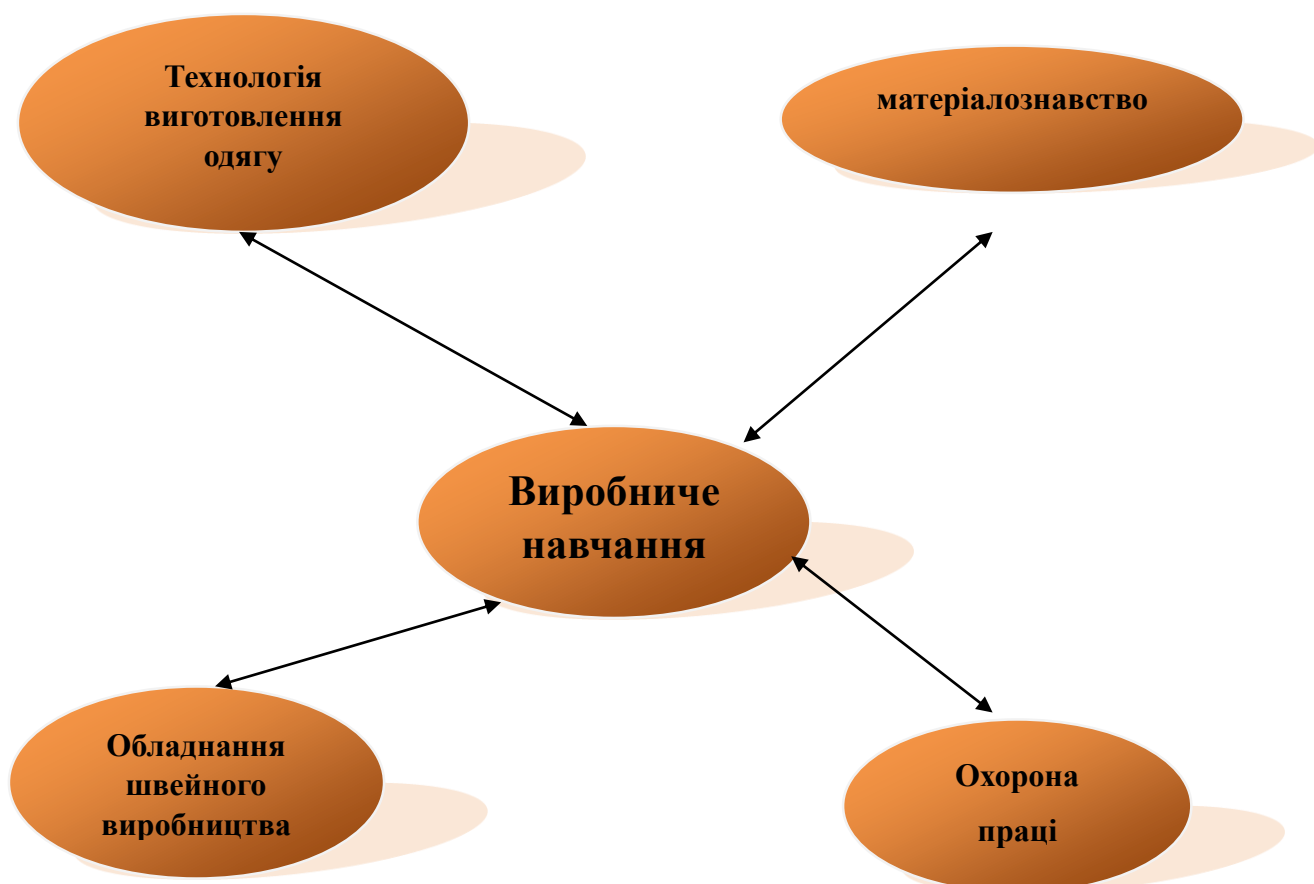 Технологія
виготовлення
одягу
матеріалознавство
Виробниче
навчання
Обладнання
швейного
виробництва
Охорона
праці